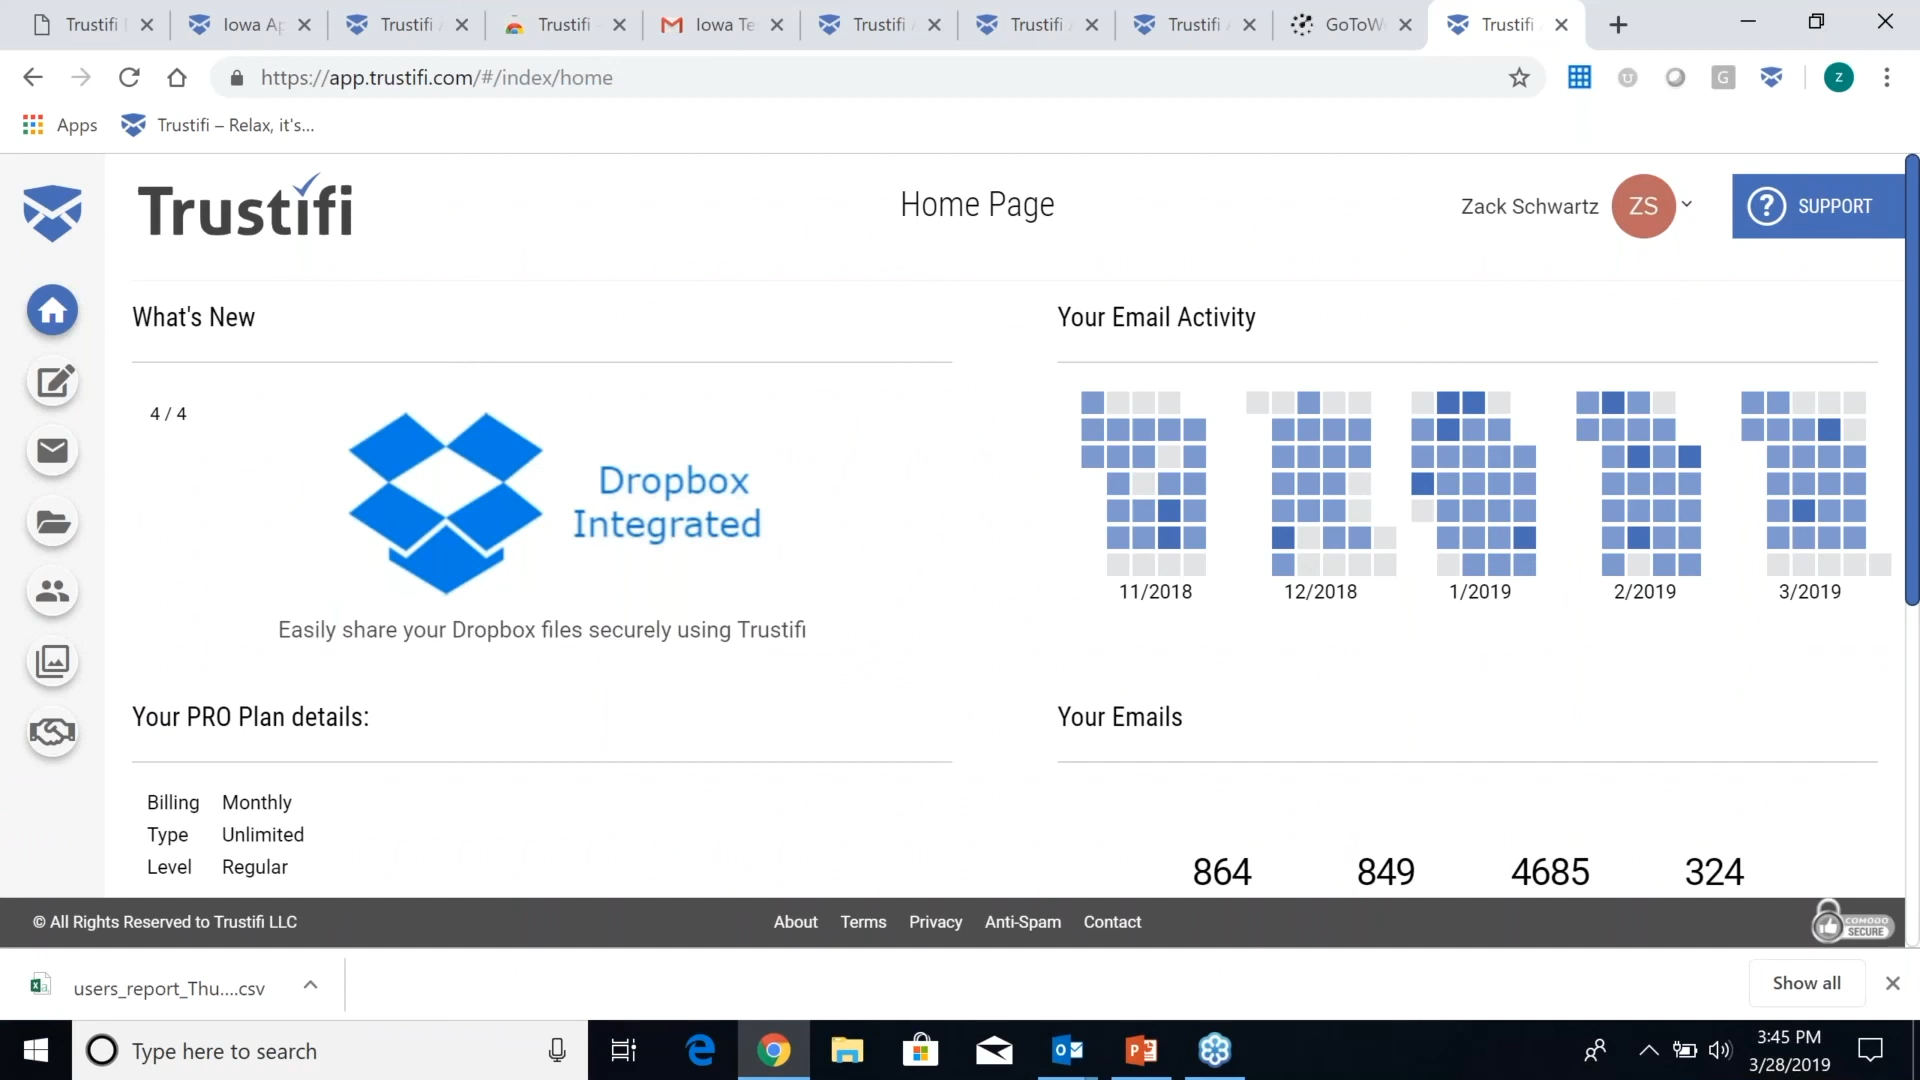 Trustifi
Iowa Ap
Trustifi
Trustifi
Iowa Te
Trustifi
Trustifi
Trustifi
GoToW
Trustifi
https://app.trustifi.com/#/index/home
G
z
Apps
Trustifi – Relax, it's...
Trustifi
Home Page
Zack Schwartz
ZS
? SUPPORT
What's New
Your Email Activity
4 / 4
Dropbox
Integrated
11/2018
12/2018
1/2019
2/2019
3/2019
Easily share your Dropbox files securely using Trustifi
Your PRO Plan details:
Your Emails
Billing Monthly
Type Unlimited
Level Regular
864
849
4685
324
© All Rights Reserved to Trustifi LLC
About
Terms
Privacy
Anti-Spam
Contact
COMODO
SECURE
users_report_Thu....csv
Show all
Type here to search
3:45 PM
3/28/2019